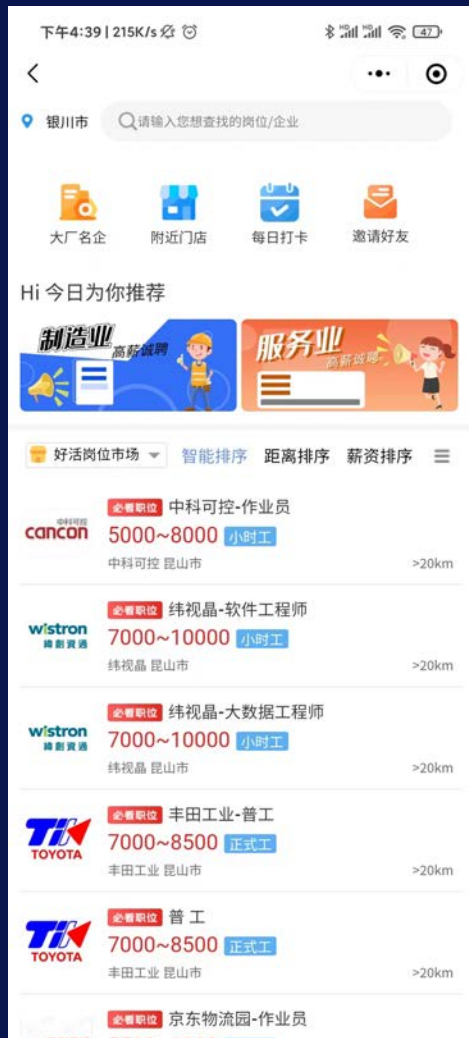 下午4:39 | 215K/s
47
银川市
请输入您想查找的岗位/企业
大厂名企
附近门店
每日打卡
邀请好友
Hi 今日为你推荐
制造业
高薪诚聘
服务业
高薪诚聘
好活岗位市场
智能排序
距离排序
薪资排序
中科可控
cancon
必看职位 中科可控-作业员
5000~8000 小时工
中科可控 昆山市
>20km
wistron
緯創資通
必看职位 纬视晶-软件工程师
7000~10000 小时工
纬视晶 昆山市
>20km
wistron
緯創資通
必看职位 纬视晶-大数据工程师
7000~10000 小时工
纬视晶 昆山市
>20km
TOYOTA
必看职位 丰田工业-普工
7000~8500 正式工
丰田工业 昆山市
>20km
TOYOTA
必看职位 普 工
7000~8500 正式工
丰田工业 昆山市
>20km
必看职位 京东物流园-作业员